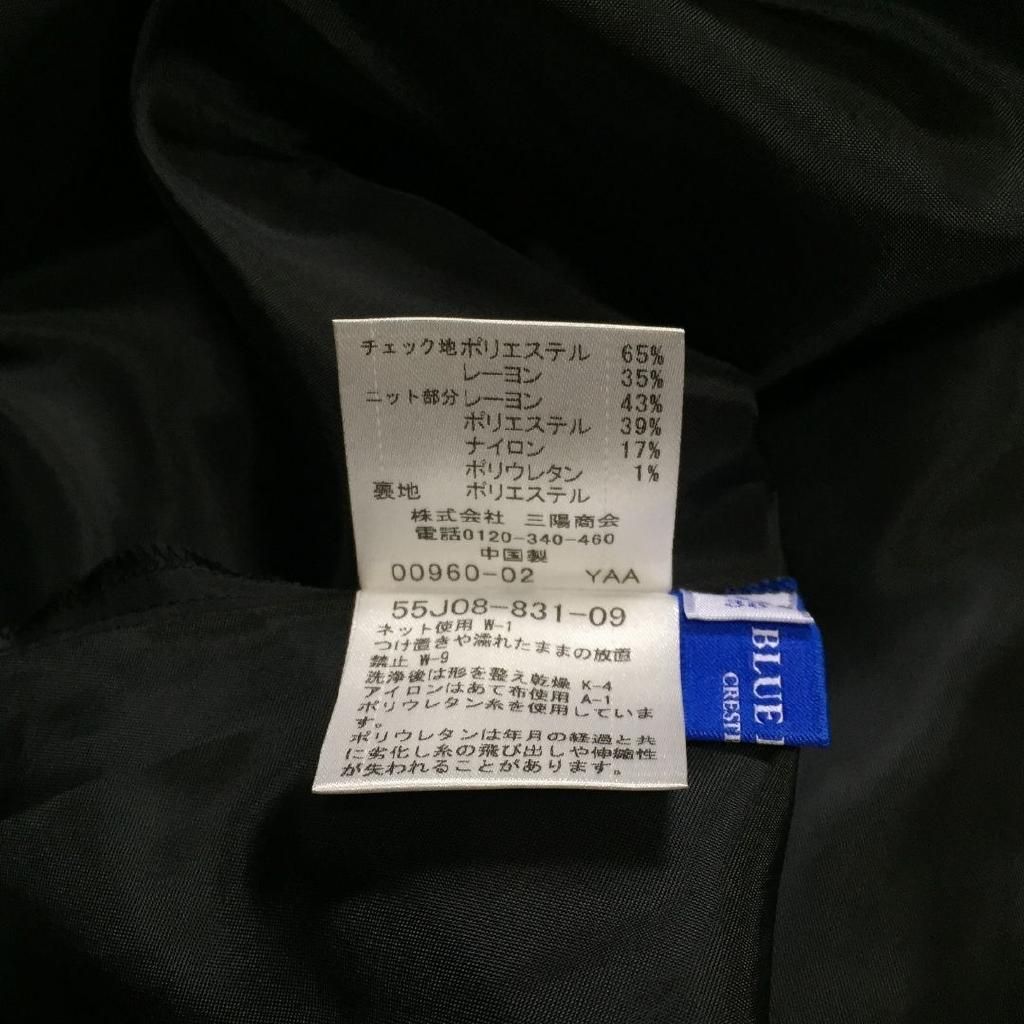 チェック地 ポリエステル 65%
レーヨン 35%
ニット部分 レーヨン 43%
ポリエステル 39%
ナイロン 17%
ポリウレタン 1%
裏地 ポリエステル
株式会社 三陽商会
電話0120-340-460
中国製
00960-02 YAA
55J08-831-09
ネット使用 W-1
つけ置きや濡れたままの放置
禁止 W-9
洗浄後は形を整え乾燥 K-4
アイロンはあて布使用 A-1
ポリウレタン糸を使用していま
す。
ポリウレタンは年月の経過と共
に劣化し糸の飛び出しや伸縮性
が失われることがあります。
BLUE